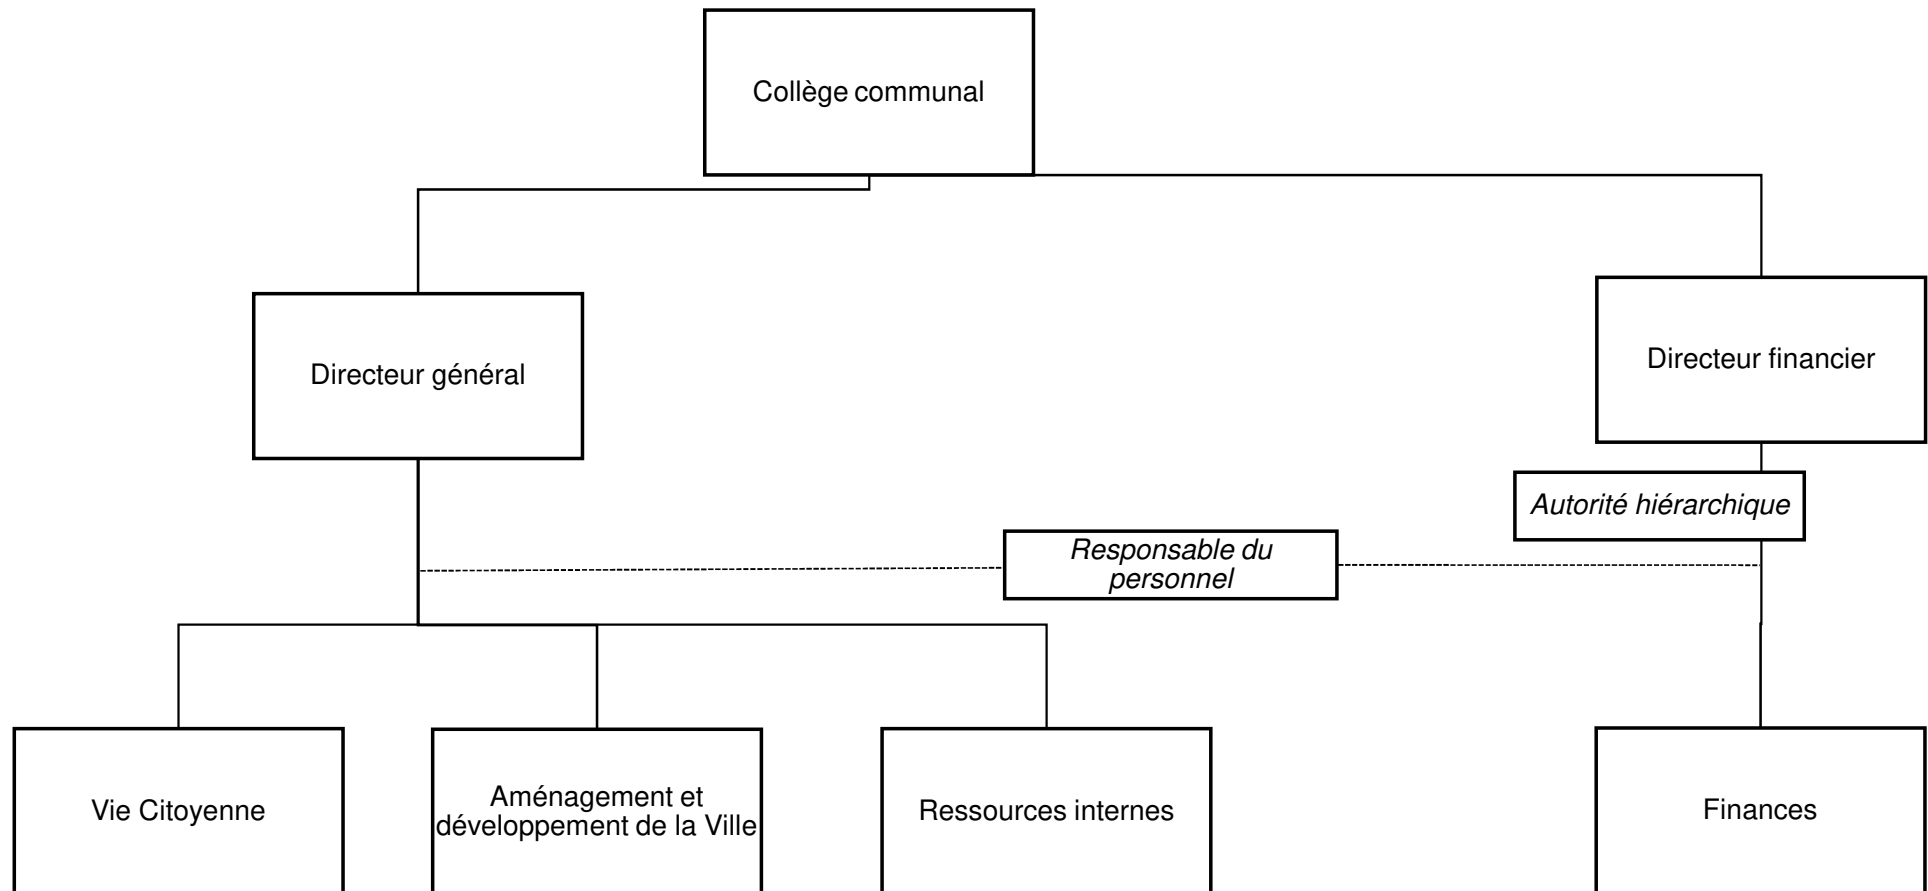 Collège communal
Directeur général
Directeur financier
Autorité hiérarchique
Responsable du
personnel
Vie Citoyenne
Aménagement et
développement de la Ville
Ressources internes
Finances